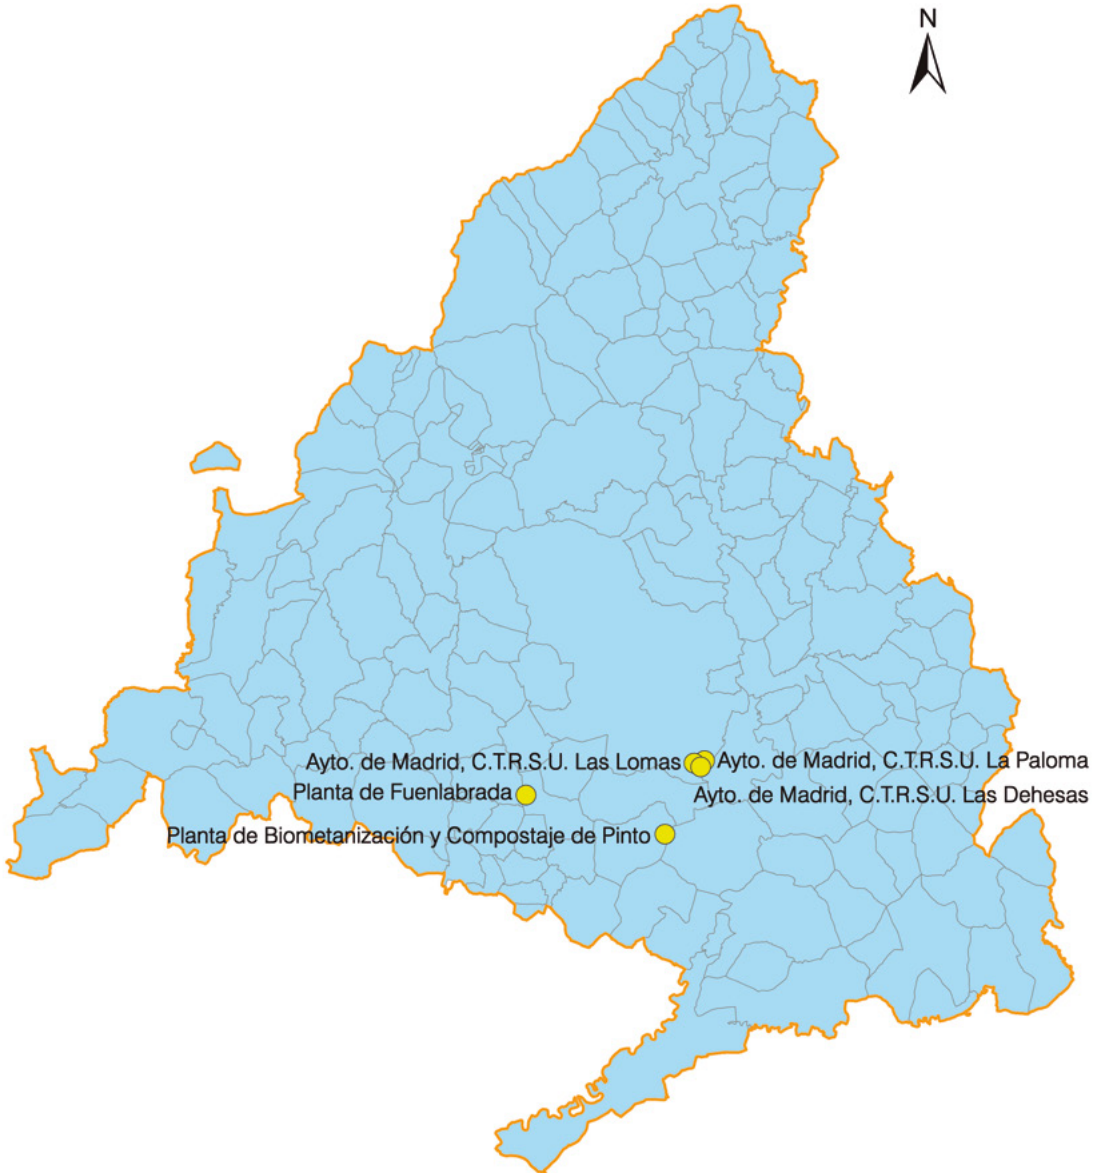 N
Ayto. de Madrid, C.T.R.S.U. Las Lomas
Ayto. de Madrid, C.T.R.S.U. La Paloma
Planta de Fuenlabrada
Ayto. de Madrid, C.T.R.S.U. Las Dehesas
Planta de Biometanización y Compostaje de Pinto